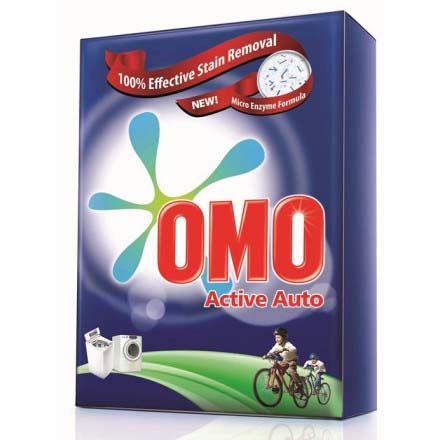 100% Effective Stain Removal
NEW!
Micro Enzyme Formula
OMO
Active Auto